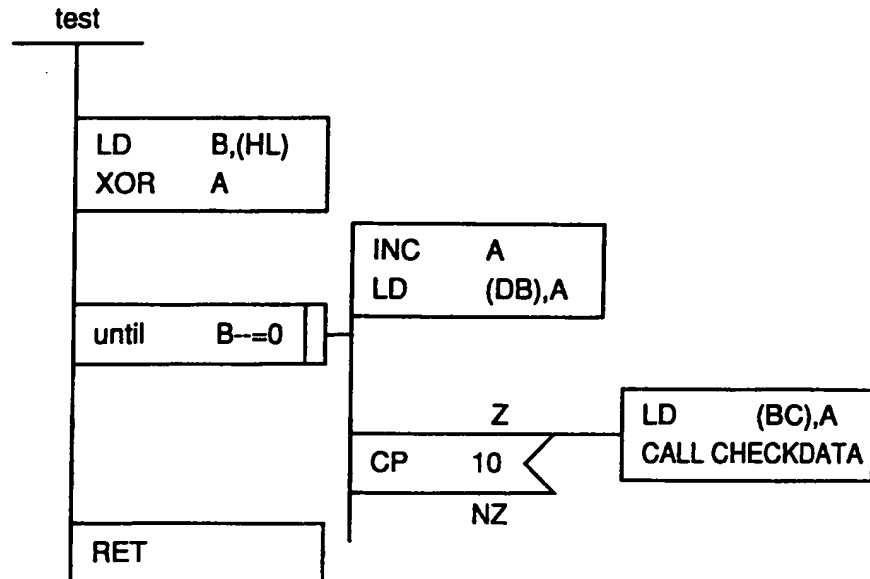 test
LD B,(HL)
XOR A
INC A
LD (DB),A
until B--=0
Z
LD (BC),A
CALL CHECKDATA
CP 10
NZ
RET